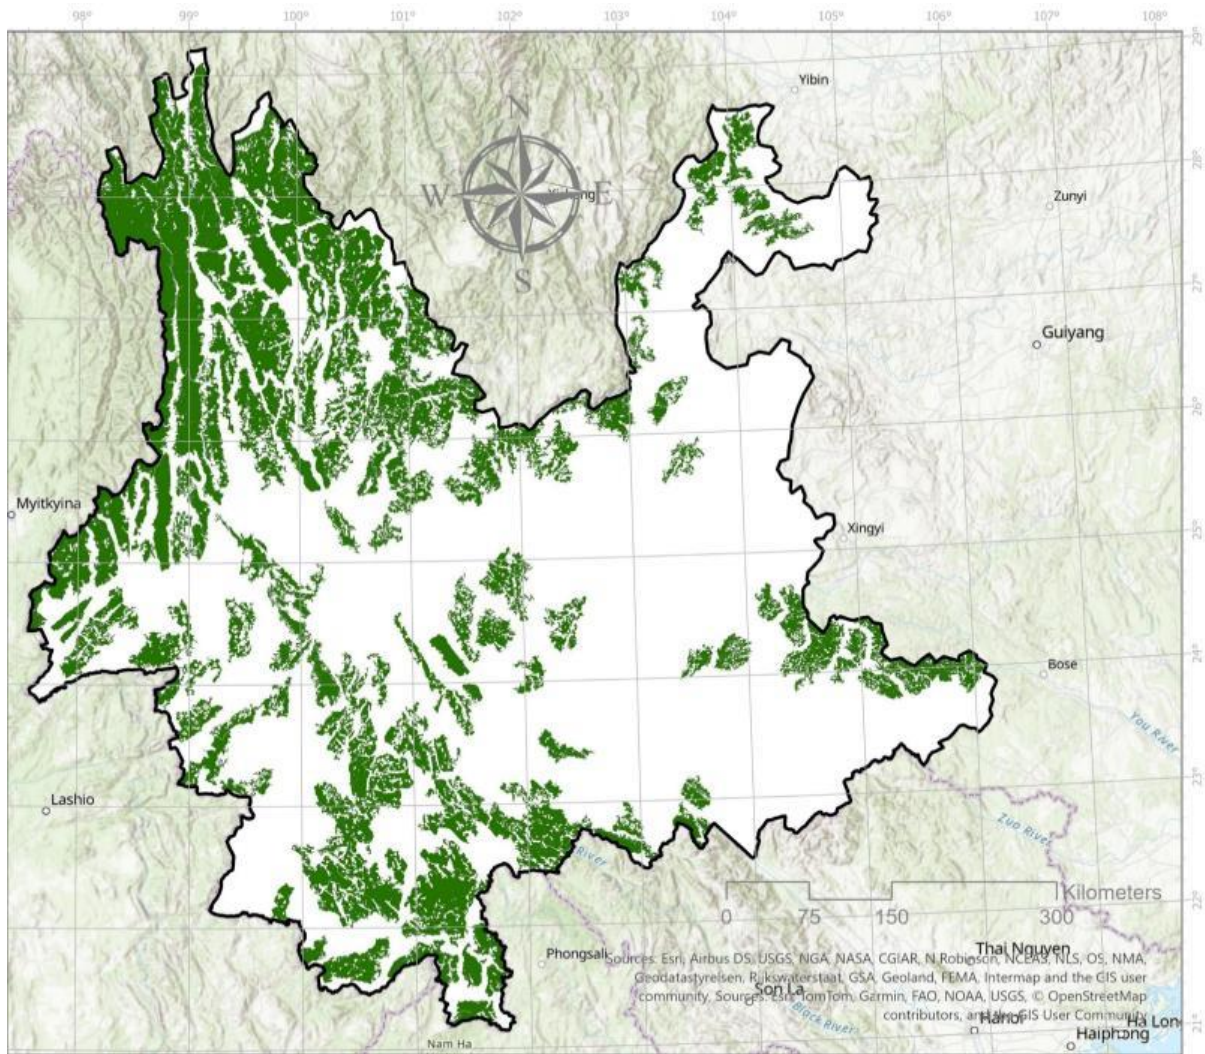 98° 99° 100° 101° 102° 103° 104° 105° 106° 107° 108°
29°
Yibin
N
28°
W
E
Zunyi
S
27°
Guiyang
26°
Myitkyina
Xingyi
25°
24°
Bose
You River
23°
Lashio
Zuo River
River
Kilometers
22°
0 75 150 300
Phongsali
Thai Nguyen
Sources: Esri, Airbus DS, USGS, NGA, NASA, CGIAR, N Robinson, NCEAS, NLS, OS, NMA,
Geodatastyrelsen, Rijkswaterstaat, GSA, Geoland, FEMA, Intermap and the GIS user
Son La
community, Sources: Esri, TomTom, Garmin, FAO, NOAA, USGS, © OpenStreetMap
Black River
contributors, and the GIS User Community
Hanoi
Ha Lon
21°
Haiphong
Nam Ha